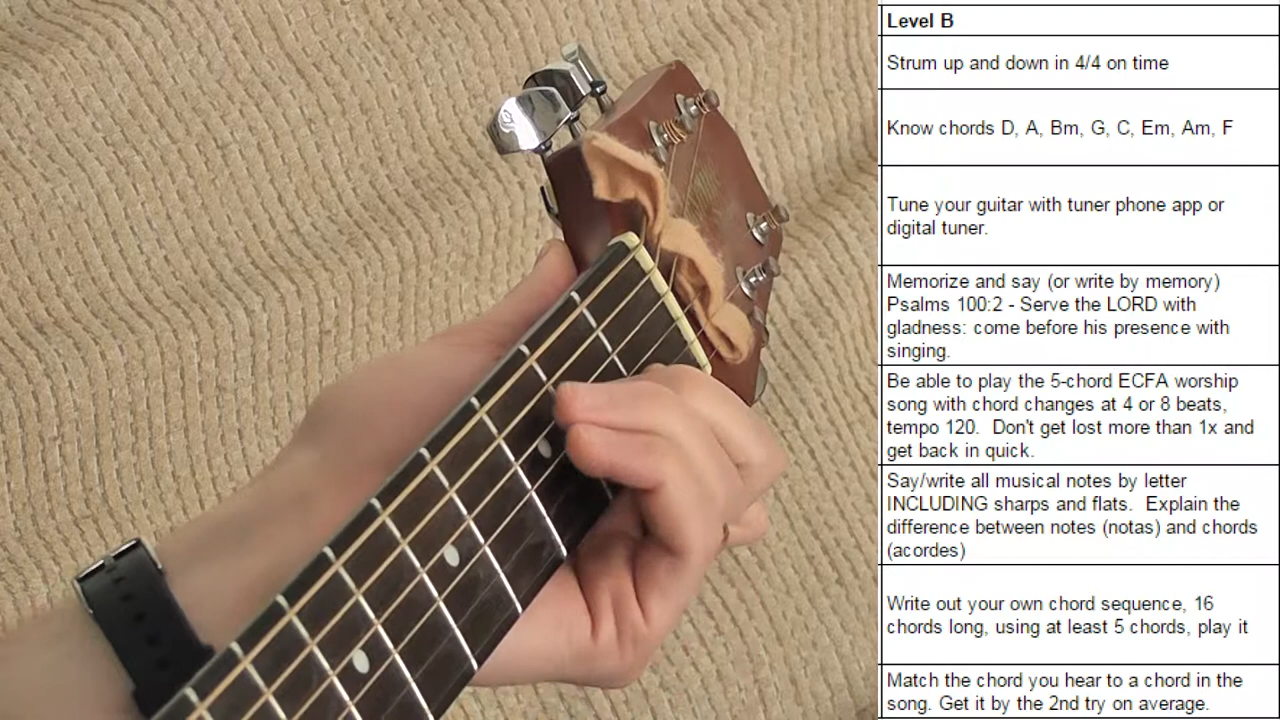 Level B
Strum up and down in 4/4 on time
Know chords D, A, Bm, G, C, Em, Am, F
Tune your guitar with tuner phone app or
digital tuner.
Memorize and say (or write by memory)
Psalms 100:2 - Serve the LORD with
gladness: come before his presence with
singing.
Be able to play the 5-chord ECFA worship
song with chord changes at 4 or 8 beats,
tempo 120.  Don't get lost more than 1x and
get back in quick.
Say/write all musical notes by letter
INCLUDING sharps and flats.  Explain the
difference between notes (notas) and chords
(acordes)
Write out your own chord sequence, 16
chords long, using at least 5 chords, play it
Match the chord you hear to a chord in the
song. Get it by the 2nd try on average.